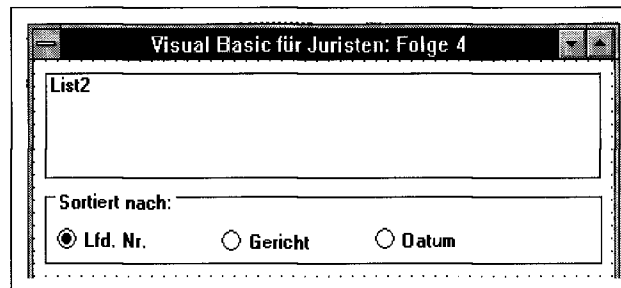 Visual Basic für Juristen: Folge 4
List2
Sortiert nach:
Lfd. Nr. Gericht Datum